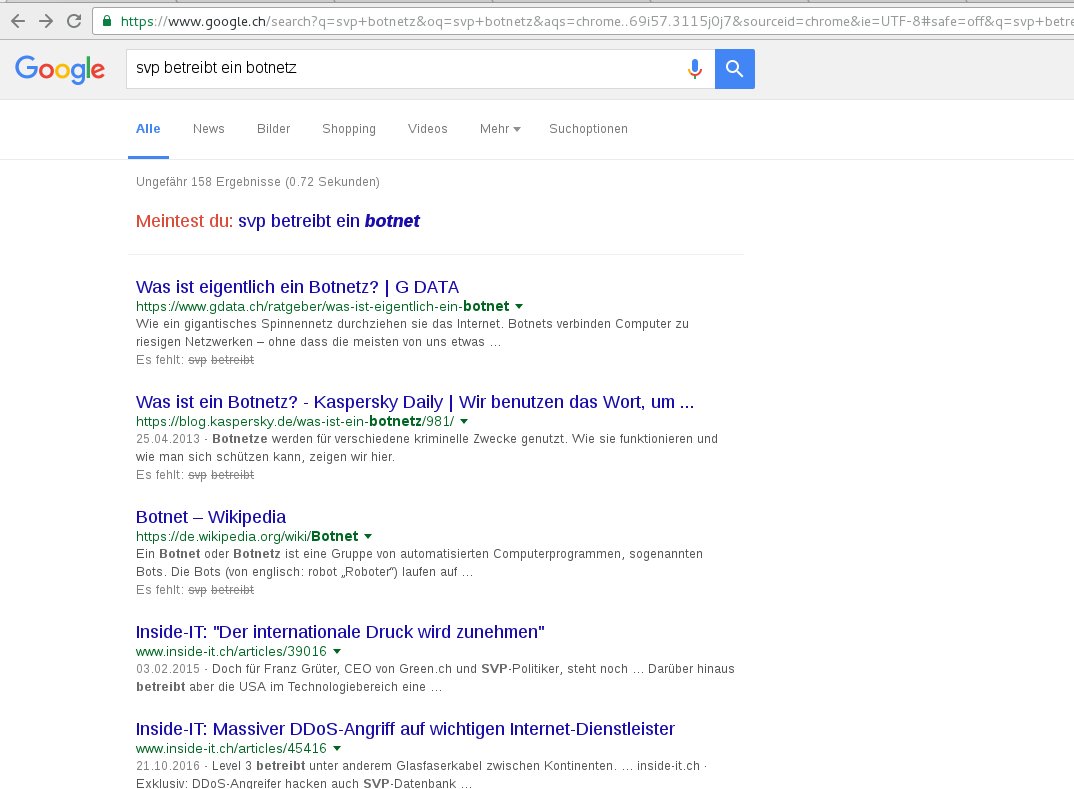 https://www.google.ch/search?q=svp+botnetz&oq=svp+botnetz&aqs=chrome..69i57.3115j0j7&sourceid=chrome&ie=UTF-8#safe=off&q=svp+betre
Google
svp betreibt ein botnetz
Alle News Bilder Shopping Videos Mehr Suchoptionen
Ungefähr 158 Ergebnisse (0.72 Sekunden)
Meintest du: svp betreibt ein botnet
Was ist eigentlich ein Botnetz? | G DATA
https://www.gdata.ch/ratgeber/was-ist-eigentlich-ein-botnet
Wie ein gigantisches Spinnennetz durchziehen sie das Internet. Botnets verbinden Computer zu
riesigen Netzwerken – ohne dass die meisten von uns etwas ...
Es fehlt: svp betreibt
Was ist ein Botnetz? - Kaspersky Daily | Wir benutzen das Wort, um ...
https://blog.kaspersky.de/was-ist-ein-botnetz/981/
25.04.2013 - Botnetze werden für verschiedene kriminelle Zwecke genutzt. Wie sie funktionieren und
wie man sich schützen kann, zeigen wir hier.
Es fehlt: svp betreibt
Botnet – Wikipedia
https://de.wikipedia.org/wiki/Botnet
Ein Botnet oder Botnetz ist eine Gruppe von automatisierten Computerprogrammen, sogenannten
Bots. Die Bots (von englisch: robot „Roboter“) laufen auf ...
Es fehlt: svp betreibt
Inside-IT: "Der internationale Druck wird zunehmen"
www.inside-it.ch/articles/39016
03.02.2015 - Doch für Franz Grüter, CEO von Green.ch und SVP-Politiker, steht noch ... Darüber hinaus
betreibt aber die USA im Technologiebereich eine ...
Inside-IT: Massiver DDoS-Angriff auf wichtigen Internet-Dienstleister
www.inside-it.ch/articles/45416
21.10.2016 - Level 3 betreibt unter anderem Glasfaserkabel zwischen Kontinenten. ... inside-it.ch ·
Exklusiv: DDoS-Angreifer hacken auch SVP-Datenbank ...